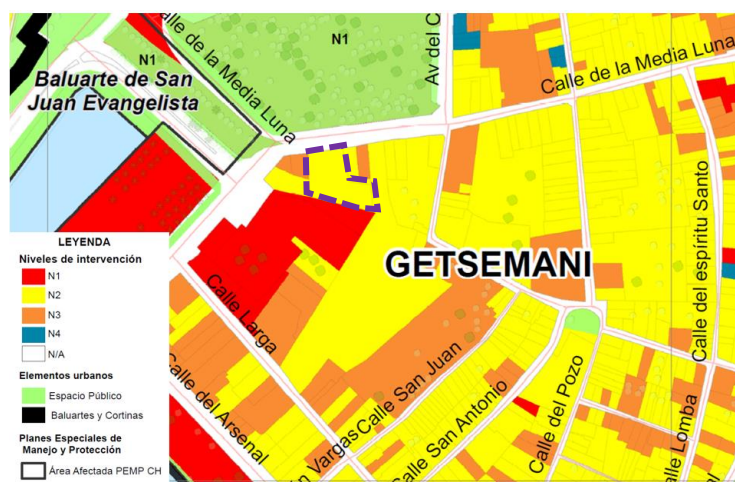 N1
N1
Calle de la Media Luna
Av del C
Calle de la Media Luna
Baluarte de San
Juan Evangelista
LEYENDA
Niveles de intervención
N1
N2
N3
N4
N/A
Elementos urbanos
Espacio Público
Baluartes y Cortinas
Planes Especiales de
Manejo y Protección
Área Afectada PEMP CH
GETSEMANI
Calle del espíritu Santo
Calle Larga
Calle del Arsenal
Calle San Juan
n Vargas
Calle San Antonio
Calle del Pozo
Calle Lomba